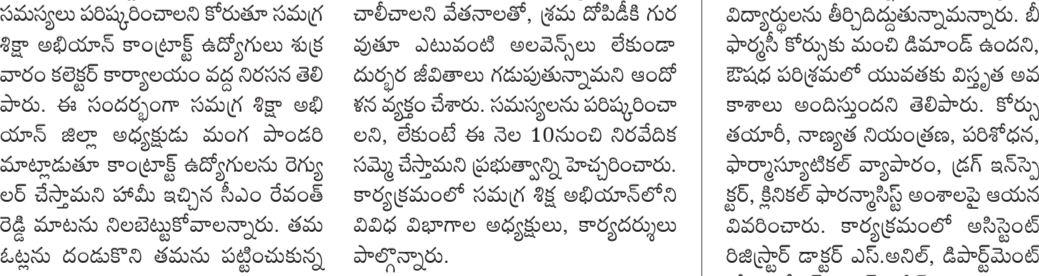 సమస్యలు పరిష్కరించాలని కోరుతూ సమగ్ర
శిక్షా అభియాన్ కాంట్రాక్ట్ ఉద్యోగులు శుక్ర
వారం కలెక్టర్ కార్యాలయం వద్ద నిరసన తెలి
పారు. ఈ సందర్భంగా సమగ్ర శిక్షా అభి
యాన్ జిల్లా అధ్యక్షుడు మంగ పాండరి
మాట్లాడుతూ కాంట్రాక్ట్ ఉద్యోగులను రెగ్యు
లర్ చేస్తామని హామీ ఇచ్చిన సీఎం రేవంత్
రెడ్డి మాటను నిలబెట్టుకోవాలన్నారు. తమ
ఓట్లను దండుకొని తమను పట్టించుకున్న
చాలీచాలని వేతనాలతో, శ్రమ దోపిడీకి గుర
వుతూ ఎటువంటి అలవెన్స్‌లు లేకుండా
దుర్భర జీవితాలు గడుపుతున్నామని ఆందో
ళన వ్యక్తం చేశారు. సమస్యలను పరిష్కరించా
లని, లేకుంటే ఈ నెల 10నుంచి నిరవేదిక
సమ్మె చేస్తామని ప్రభుత్వాన్ని హెచ్చరించారు.
కార్యక్రమంలో సమగ్ర శిక్ష అభియాన్‌లోని
వివిధ విభాగాల అధ్యక్షులు, కార్యదర్శులు
పాల్గొన్నారు.
విద్యార్థులను తీర్చిదిద్దుతున్నామన్నారు. బీ
ఫార్మసీ కోర్సుకు మంచి డిమాండ్ ఉందని,
ఔషధ పరిశ్రమలో యువతకు విస్తృత అవ
కాశాలు అందిస్తుందని తెలిపారు. కోర్సు
తయారీ, నాణ్యత నియంత్రణ, పరిశోధన,
ఫార్మాస్యూటికల్ వ్యాపారం, డ్రగ్ ఇన్‌స్పె
క్టర్, క్లినికల్ ఫారన్మాసిస్ట్ అంశాలపై ఆయన
వివరించారు. కార్యక్రమంలో అసిస్టెంట్
రిజిస్ట్రార్ డాక్టర్ ఎస్.అనిల్, డిపార్ట్‌మెంట్